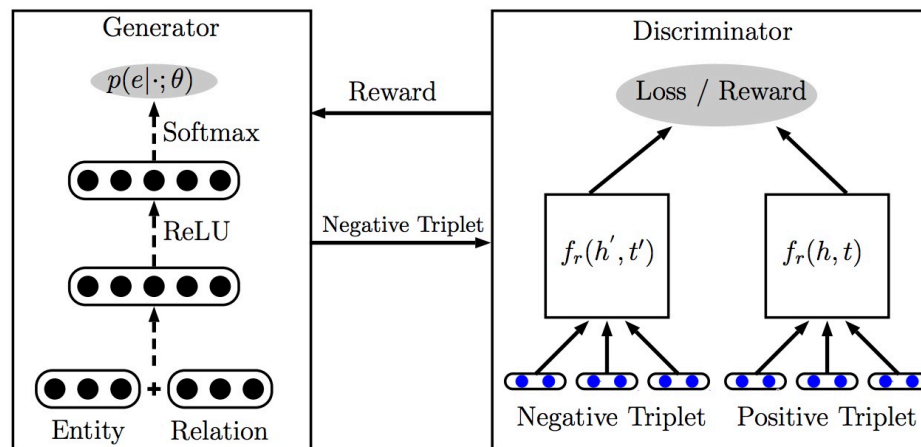 Generator
p(e|·; θ)
Softmax
ReLU
+
Entity
Relation
Reward
Negative Triplet
Discriminator
Loss / Reward
f_r(h′, t′)
f_r(h, t)
Negative Triplet
Positive Triplet